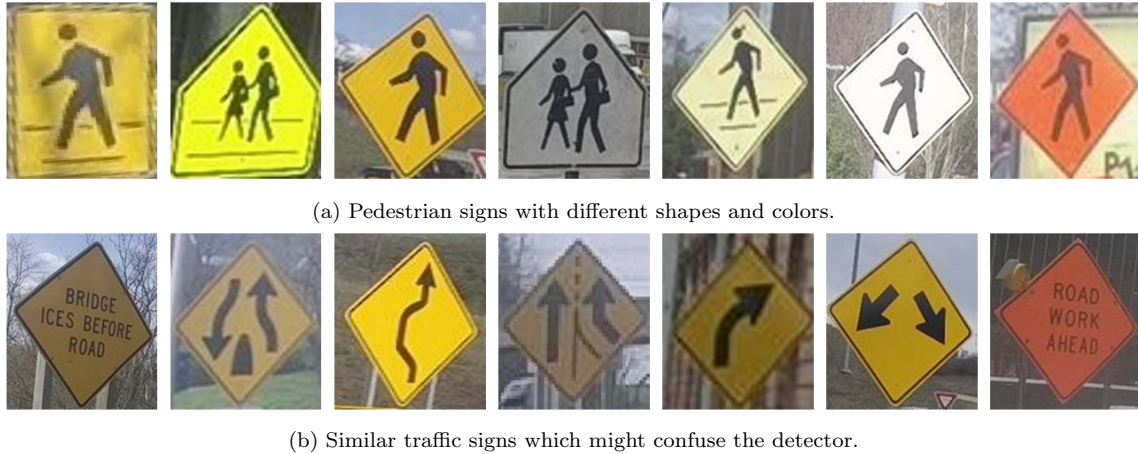 (a) Pedestrian signs with different shapes and colors.
BRIDGE
ICES BEFORE
ROAD
ROAD
WORK
AHEAD
(b) Similar traffic signs which might confuse the detector.